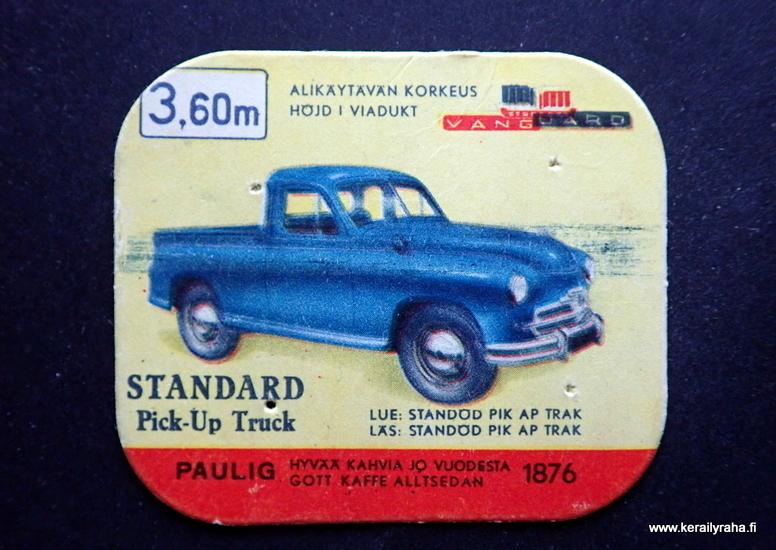 3,60m
ALIKÄYTÄVÄN KORKEUS
HÖJD I VIADUKT
VANGUARD
STANDARD
Pick-Up Truck
LUE: STANDÖD PIK AP TRAK
LÄS: STANDÖD PIK AP TRAK
PAULIG
HYVÄÄ KAHVIA JO VUODESTA
GOTT KAFFE ALLTSEDAN
1876
www.kerailyraha.fi